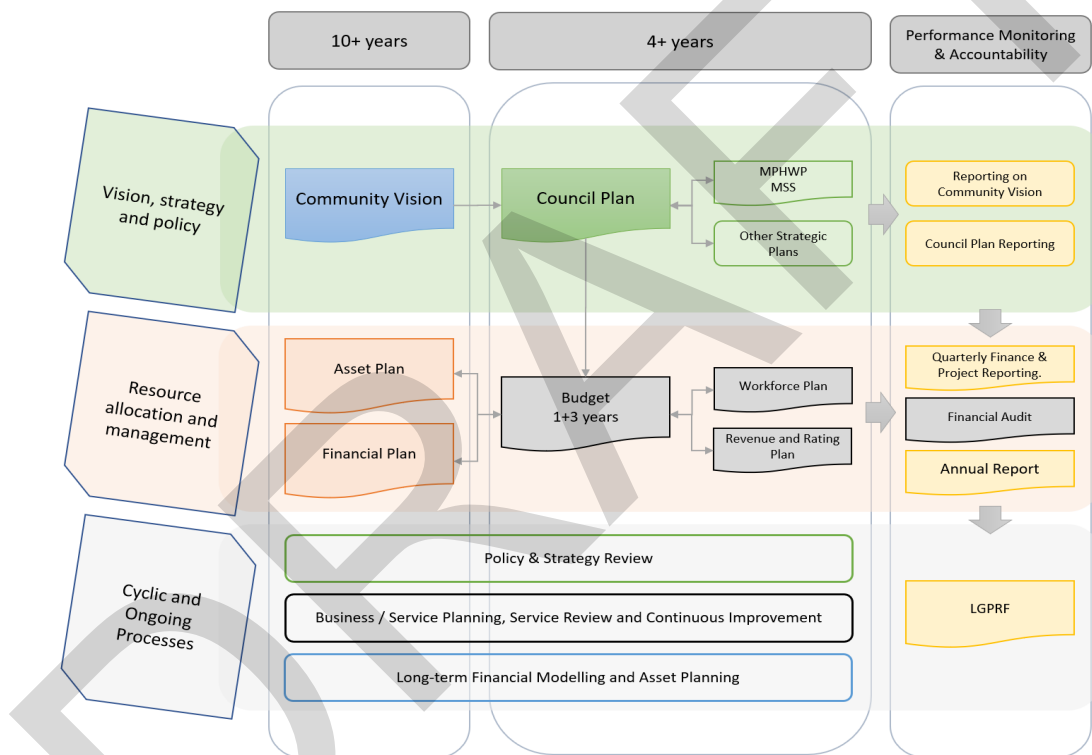 10+ years
4+ years
Performance Monitoring
& Accountability
Vision, strategy
and policy
Community Vision
Council Plan
MPHWP
MSS
Other Strategic
Plans
Reporting on
Community Vision
Council Plan Reporting
Resource
allocation and
management
Asset Plan
Financial Plan
Budget
1+3 years
Workforce Plan
Revenue and Rating
Plan
Quarterly Finance &
Project Reporting.
Financial Audit
Annual Report
Cyclic and
Ongoing
Processes
Policy & Strategy Review
Business / Service Planning, Service Review and Continuous Improvement
Long-term Financial Modelling and Asset Planning
LGPRF
DRAFT